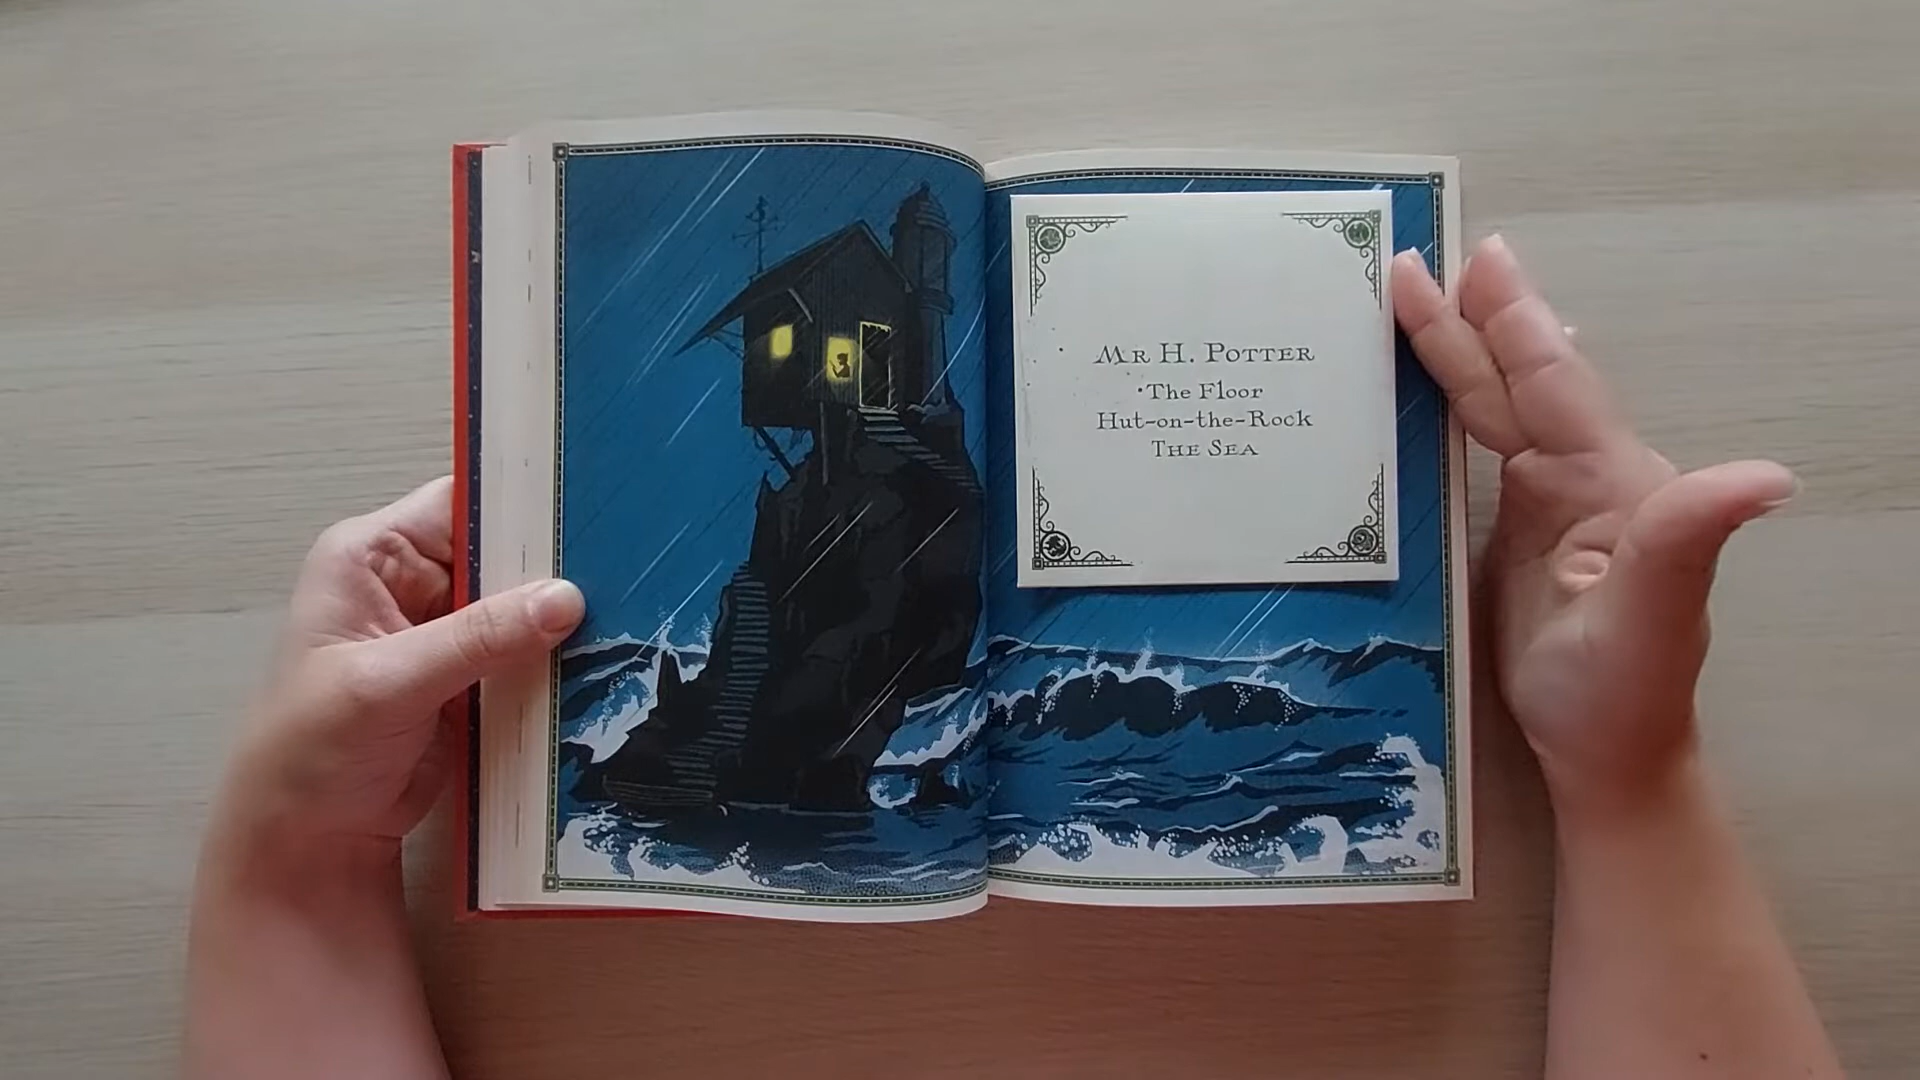 Mr H. Potter
The Floor
Hut-on-the-Rock
The Sea